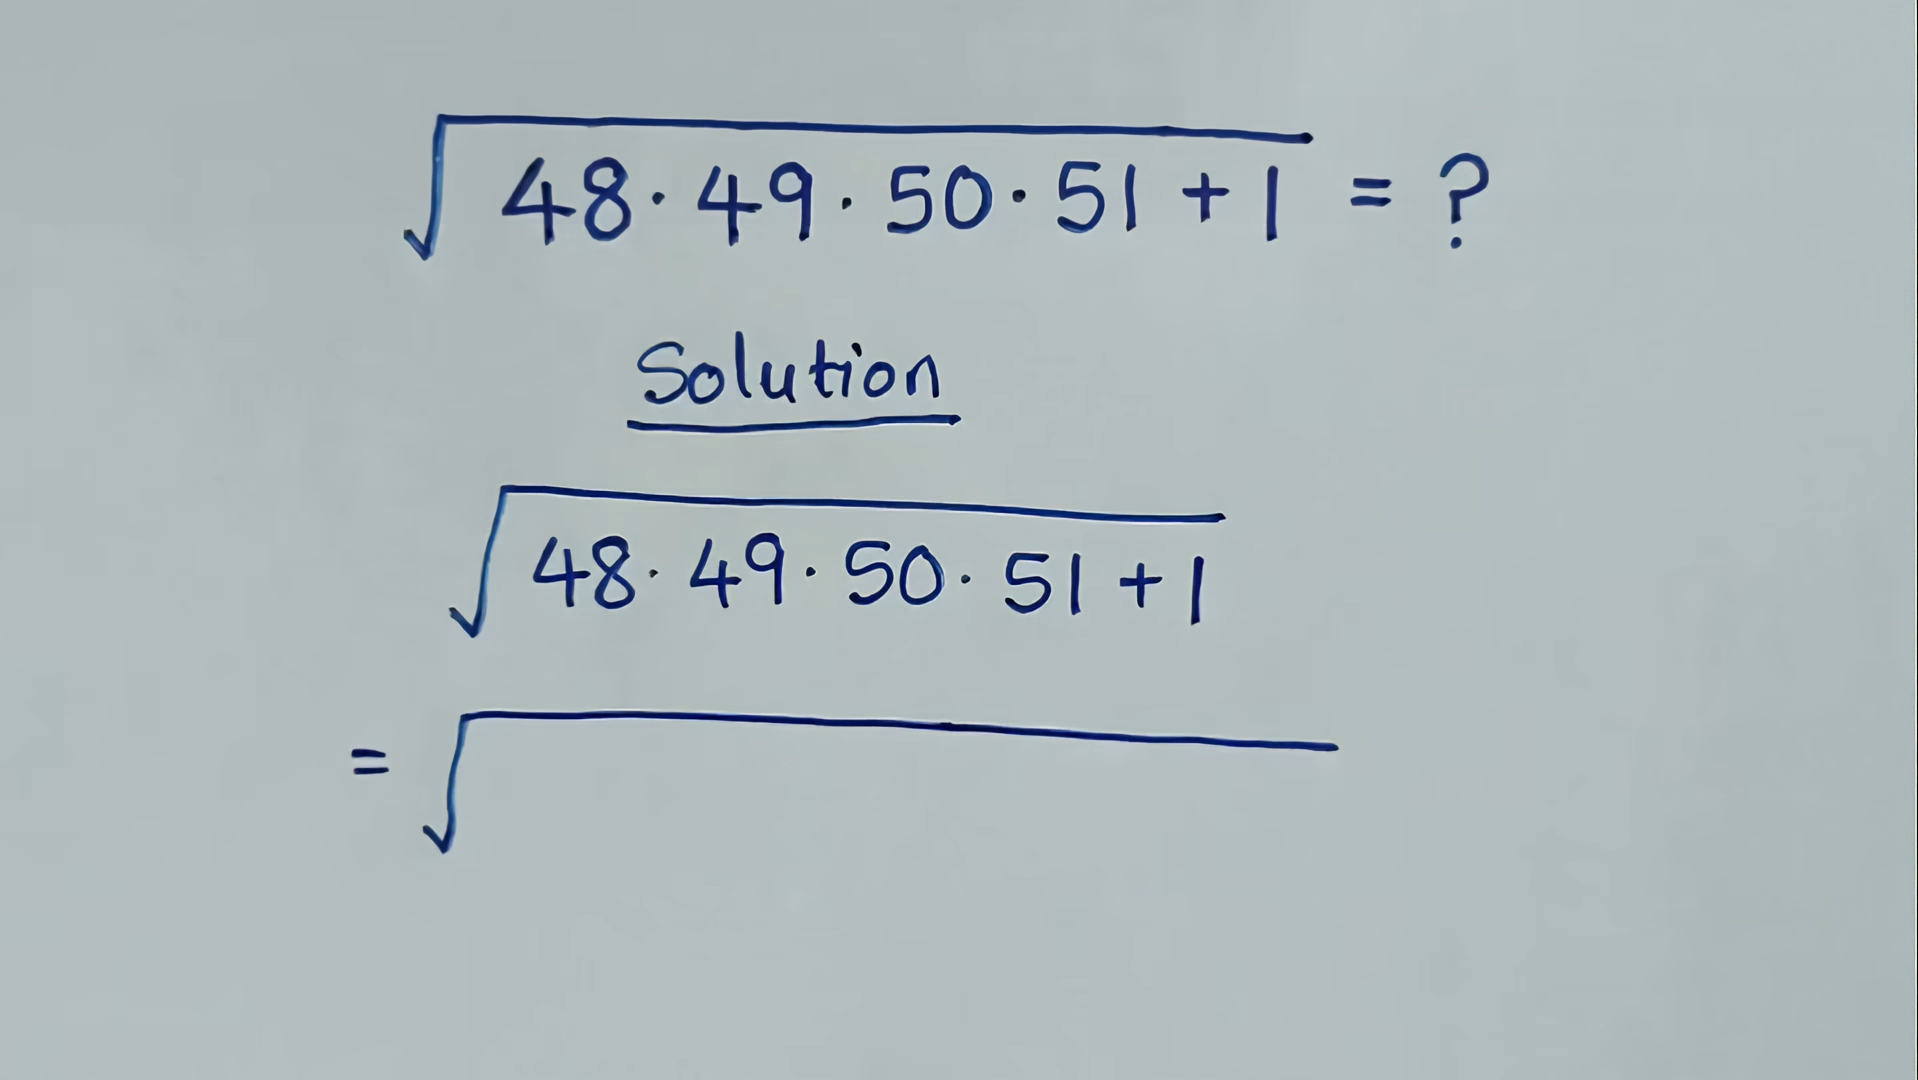 √48·49·50·51+1 = ?
Solution
√48·49·50·51+1
= √